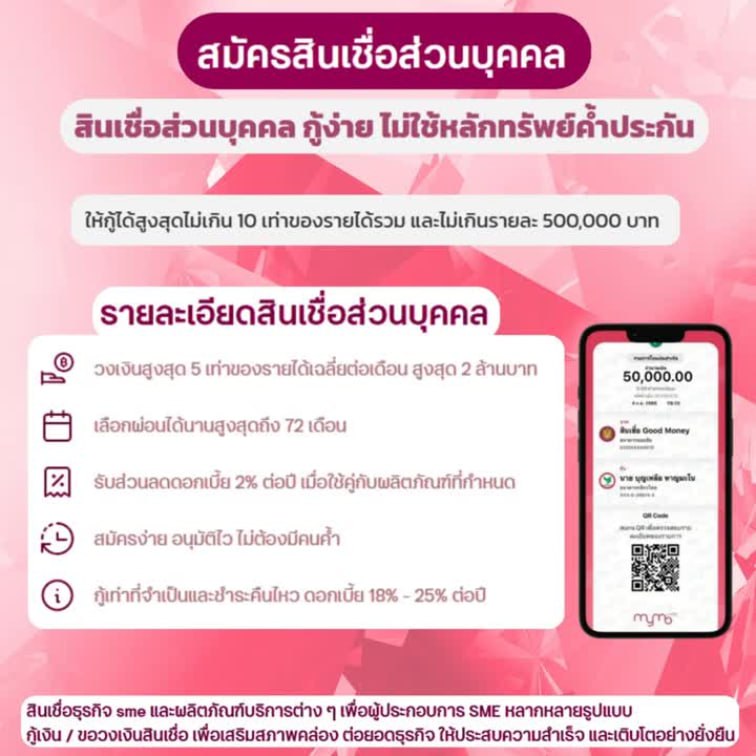 สมัครสินเชื่อส่วนบุคคล
สินเชื่อส่วนบุคคล กู้ง่าย ไม่ใช้หลักทรัพย์ค้ำประกัน
ให้กู้ได้สูงสุดไม่เกิน 10 เท่าของรายได้รวม และไม่เกินรายละ 500,000 บาท
รายละเอียดสินเชื่อส่วนบุคคล
วงเงินสูงสุด 5 เท่าของรายได้เฉลี่ยต่อเดือน สูงสุด 2 ล้านบาท
เลือกผ่อนได้นานสูงสุดถึง 72 เดือน
รับส่วนลดดอกเบี้ย 2% ต่อปี เมื่อใช้คู่กับผลิตภัณฑ์ที่กำหนด
สมัครง่าย อนุมัติไว ไม่ต้องมีคนค้ำ
กู้เท่าที่จำเป็นและชำระคืนไหว ดอกเบี้ย 18% - 25% ต่อปี
50,000.00
สินเชื่อ Good Money
นาย บุญเหลือ หาญมะโน
QR Code
mymo
สินเชื่อธุรกิจ sme และผลิตภัณฑ์บริการต่าง ๆ เพื่อผู้ประกอบการ SME หลากหลายรูปแบบ
กู้เงิน / ขอวงเงินสินเชื่อ เพื่อเสริมสภาพคล่อง ต่อยอดธุรกิจ ให้ประสบความสำเร็จ และเติบโตอย่างยั่งยืน